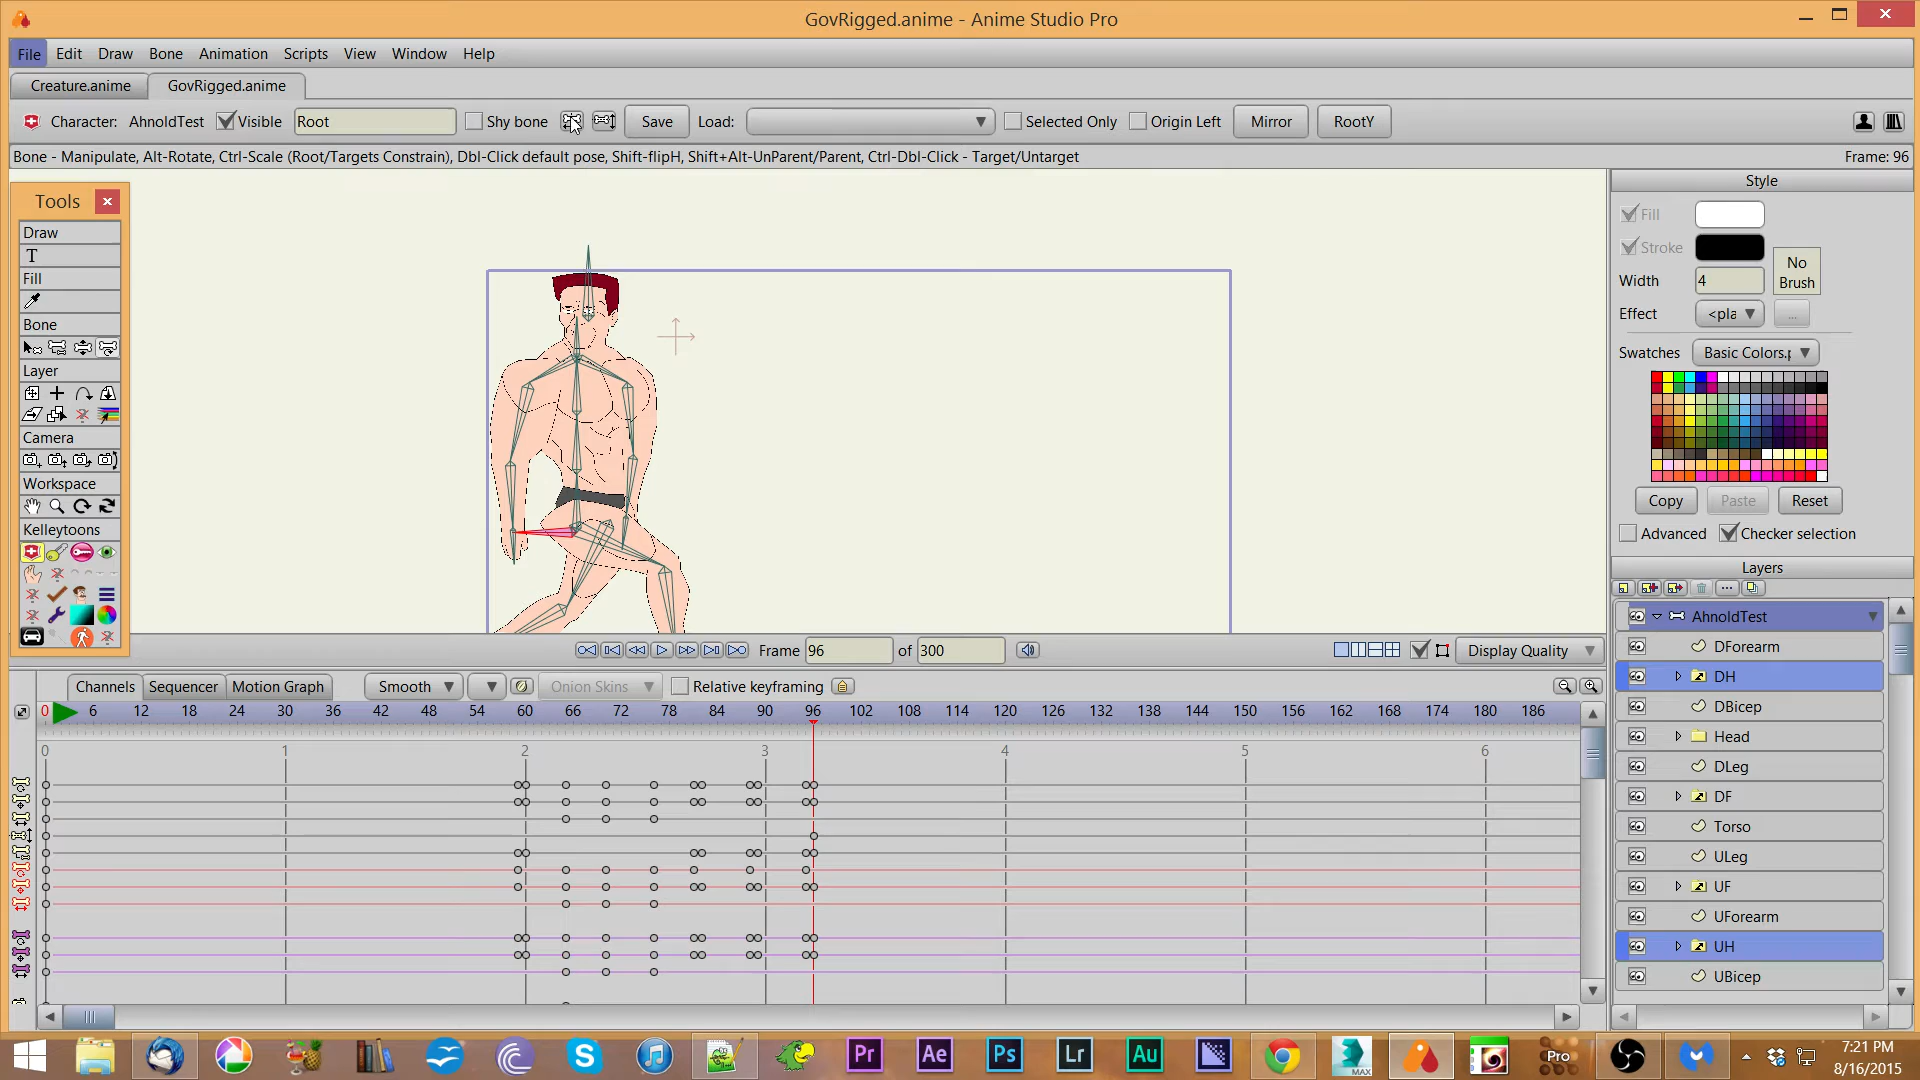 GovRigged.anime - Anime Studio Pro
File Edit Draw Bone Animation Scripts View Window Help
Creature.anime GovRigged.anime
Character: AhnoldTest Visible Root Shy bone Save Load: Selected Only Origin Left Mirror RootY
Bone - Manipulate, Alt-Rotate, Ctrl-Scale (Root/Targets Constrain), Dbl-Click default pose, Shift-flipH, Shift+Alt-UnParent/Parent, Ctrl-Dbl-Click - Target/Untarget Frame: 96
Tools
Draw
T
Fill
Bone
Layer
Camera
Workspace
Kelleytoons
Style
Fill
Stroke
Width 4
No
Brush
Effect <pla ...
Swatches Basic Colors.p
Copy Paste Reset
Advanced Checker selection
Layers
AhnoldTest
DForearm
DH
DBicep
Head
DLeg
DF
Torso
ULeg
UF
UForearm
UH
UBicep
Frame 96 of 300 Display Quality
Channels Sequencer Motion Graph Smooth Onion Skins Relative keyframing
0 6 12 18 24 30 36 42 48 54 60 66 72 78 84 90 96 102 108 114 120 126 132 138 144 150 156 162 168 174 180 186
0 1 2 3 4 5 6
Pr Ae Ps Lr Au MAX Pro
7:21 PM
8/16/2015